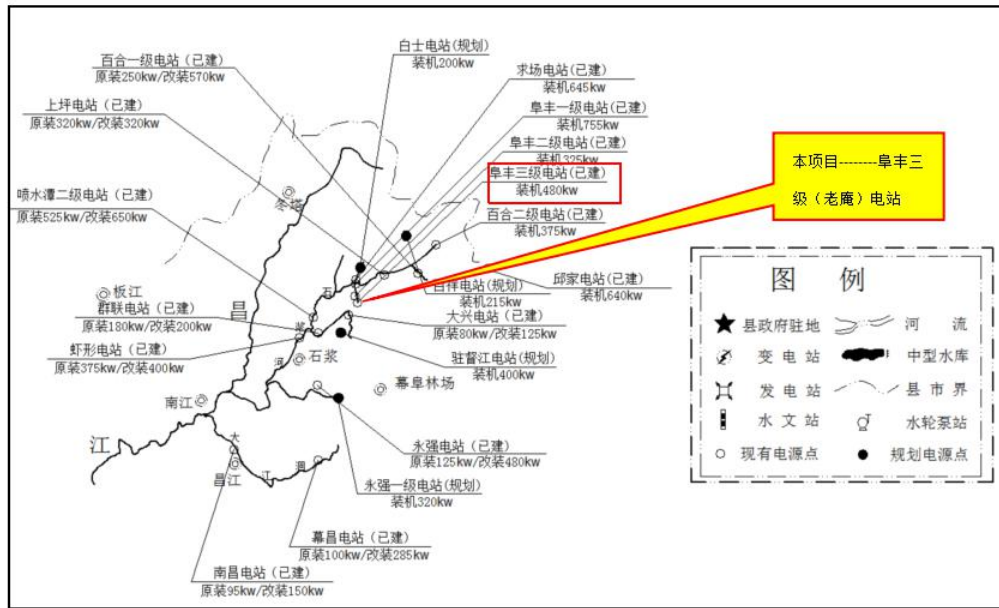 白士电站(规划)
装机200kw
百合一级电站（已建）
原装250kw/改装570kw
求场电站(已建)
装机645kw
上坪电站（已建）
原装320kw/改装320kw
阜丰一级电站(已建)
装机755kw
阜丰二级电站(已建)
装机325kw
阜丰三级电站(已建)
装机480kw
本项目--------阜丰三
级（老庵）电站
喷水潭二级电站(已建)
原装525kw/改装650kw
百合二级电站(已建)
装机375kw
邱家电站(已建)
装机640kw
白祥电站(规划)
装机215kw
板江
昌
石
浆
河
群联电站（已建）
原装180kw/改装200kw
大兴电站（已建）
原装80kw/改装125kw
虾形电站（已建）
原装375kw/改装400kw
石浆
驻督江电站(规划)
装机400kw
幕阜林场
南江
江
大
江
洞
昌江
永强电站（已建）
原装125kw/改装480kw
永强一级电站(规划)
装机320kw
幕昌电站（已建）
原装100kw/改装285kw
南昌电站（已建）
原装95kw/改装150kw
图 例
县政府驻地
河 流
变 电 站
中型水库
发 电 站
县 市 界
水 文 站
水轮泵站
现有电源点
规划电源点